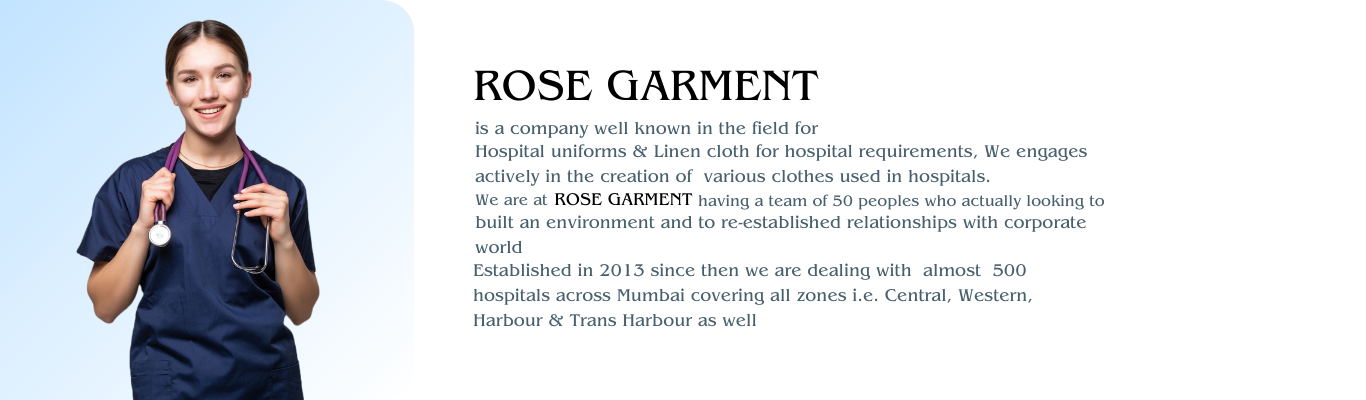 ROSE GARMENT
is a company well known in the field for
Hospital uniforms & Linen cloth for hospital requirements, We engages
actively in the creation of various clothes used in hospitals.
We are at ROSE GARMENT having a team of 50 peoples who actually looking to
built an environment and to re-established relationships with corporate
world
Established in 2013 since then we are dealing with almost 500
hospitals across Mumbai covering all zones i.e. Central, Western,
Harbour & Trans Harbour as well